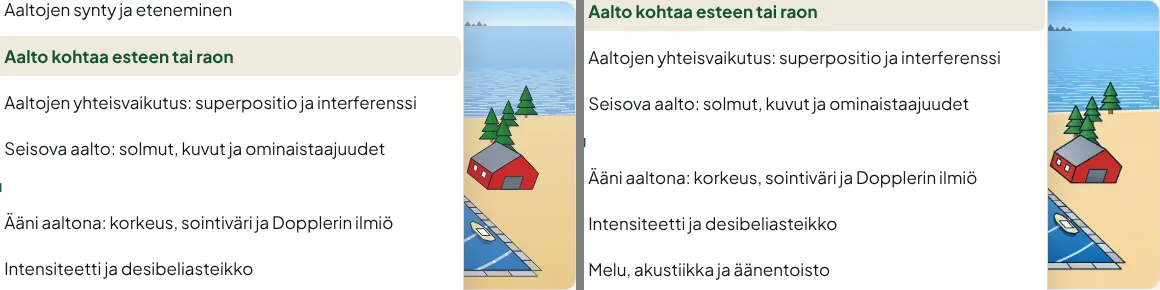 Aaltojen synty ja eteneminen
Aalto kohtaa esteen tai raon
Aaltojen yhteisvaikutus: superpositio ja interferenssi
Seisova aalto: solmut, kuvut ja ominaistaajuudet
Ääni aaltona: korkeus, sointiväri ja Dopplerin ilmiö
Intensiteetti ja desibeliasteikko
Aalto kohtaa esteen tai raon
Aaltojen yhteisvaikutus: superpositio ja interferenssi
Seisova aalto: solmut, kuvut ja ominaistaajuudet
Ääni aaltona: korkeus, sointiväri ja Dopplerin ilmiö
Intensiteetti ja desibeliasteikko
Melu, akustiikka ja äänentoisto